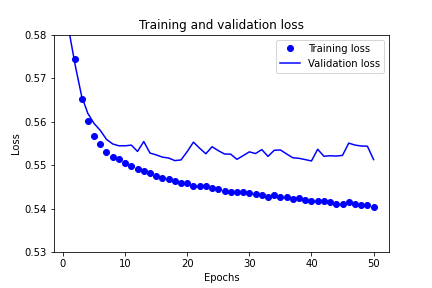 Training and validation loss
Training loss
Validation loss
Loss
0.58
0.57
0.56
0.55
0.54
0.53
0 10 20 30 40 50
Epochs